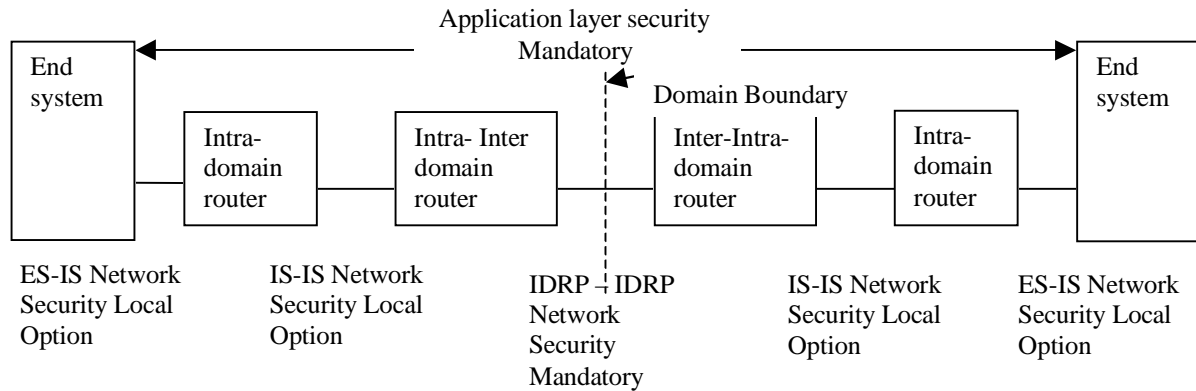 Application layer security
Mandatory
End
system
Intra-
domain
router
Intra- Inter
domain
router
Domain Boundary
Inter-Intra-
domain
router
Intra-
domain
router
End
system
ES-IS Network
Security Local
Option
IS-IS Network
Security Local
Option
IDRP – IDRP
Network
Security
Mandatory
IS-IS Network
Security Local
Option
ES-IS Network
Security Local
Option